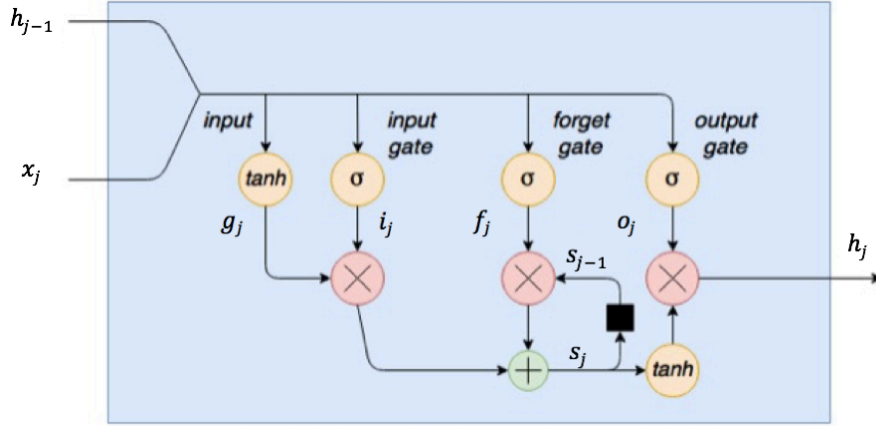 h_{j-1}
input
input gate
forget gate
output gate
x_j
tanh
σ
σ
σ
g_j
i_j
f_j
o_j
h_j
s_{j-1}
×
×
×
s_j
+
tanh